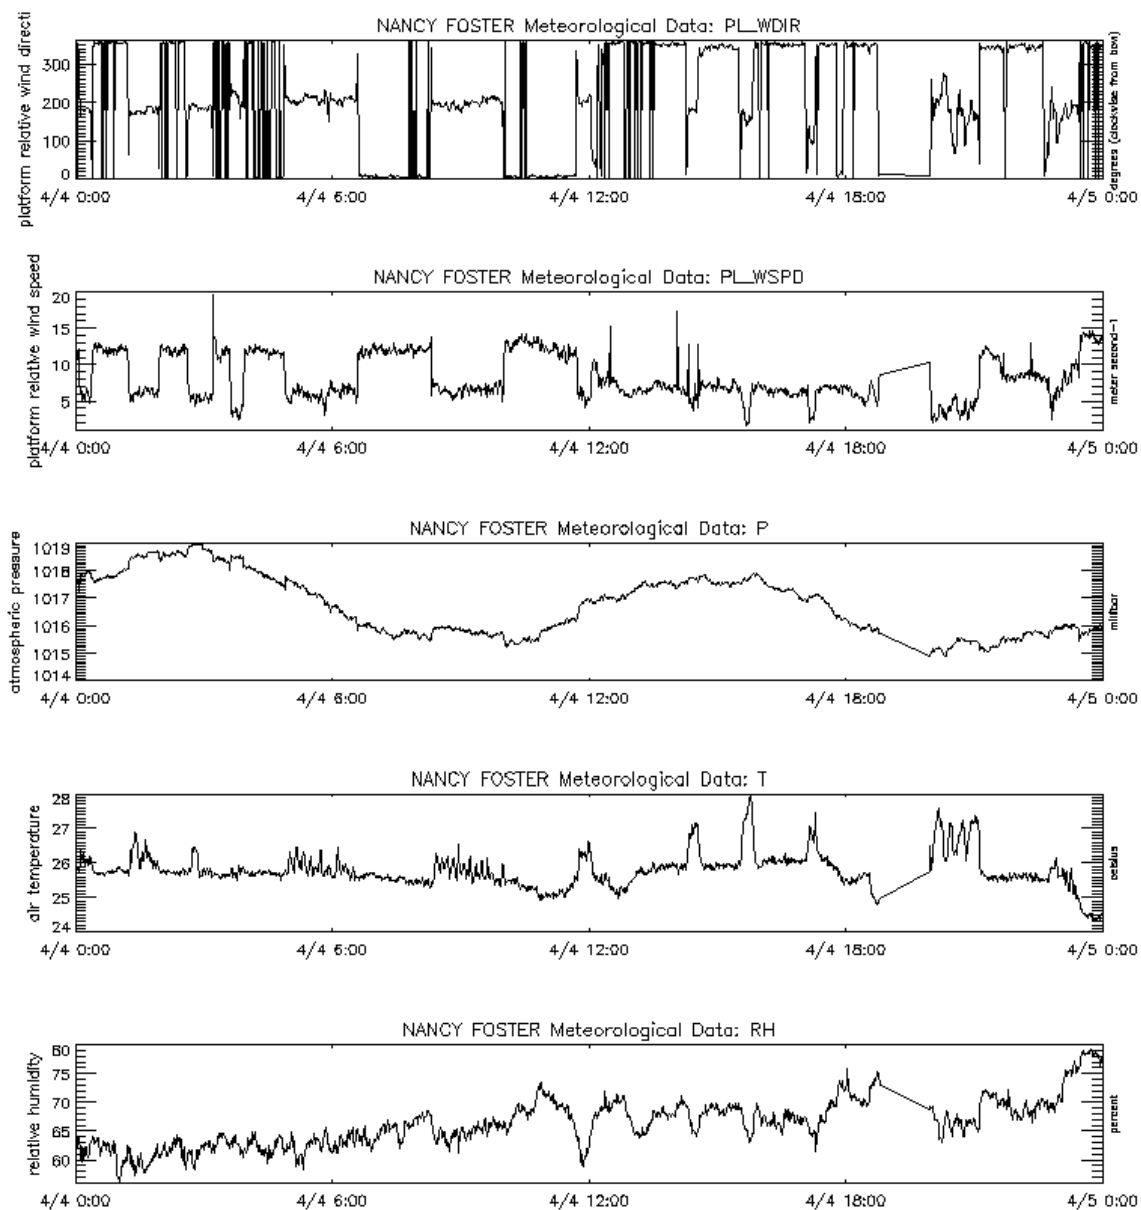 NANCY FOSTER Meteorological Data: PL_WDIR
platform relative wind directi
300
200
100
0
degrees (clockwise from bow)
4/4 0:00 4/4 6:00 4/4 12:00 4/4 18:00 4/5 0:00
NANCY FOSTER Meteorological Data: PL_WSPD
platform relative wind speed
20
15
10
5
meter second-1
4/4 0:00 4/4 6:00 4/4 12:00 4/4 18:00 4/5 0:00
NANCY FOSTER Meteorological Data: P
atmospheric pressure
1019
1018
1017
1016
1015
1014
millibar
4/4 0:00 4/4 6:00 4/4 12:00 4/4 18:00 4/5 0:00
NANCY FOSTER Meteorological Data: T
air temperature
28
27
26
25
24
celsius
4/4 0:00 4/4 6:00 4/4 12:00 4/4 18:00 4/5 0:00
NANCY FOSTER Meteorological Data: RH
relative humidity
80
75
70
65
60
percent
4/4 0:00 4/4 6:00 4/4 12:00 4/4 18:00 4/5 0:00